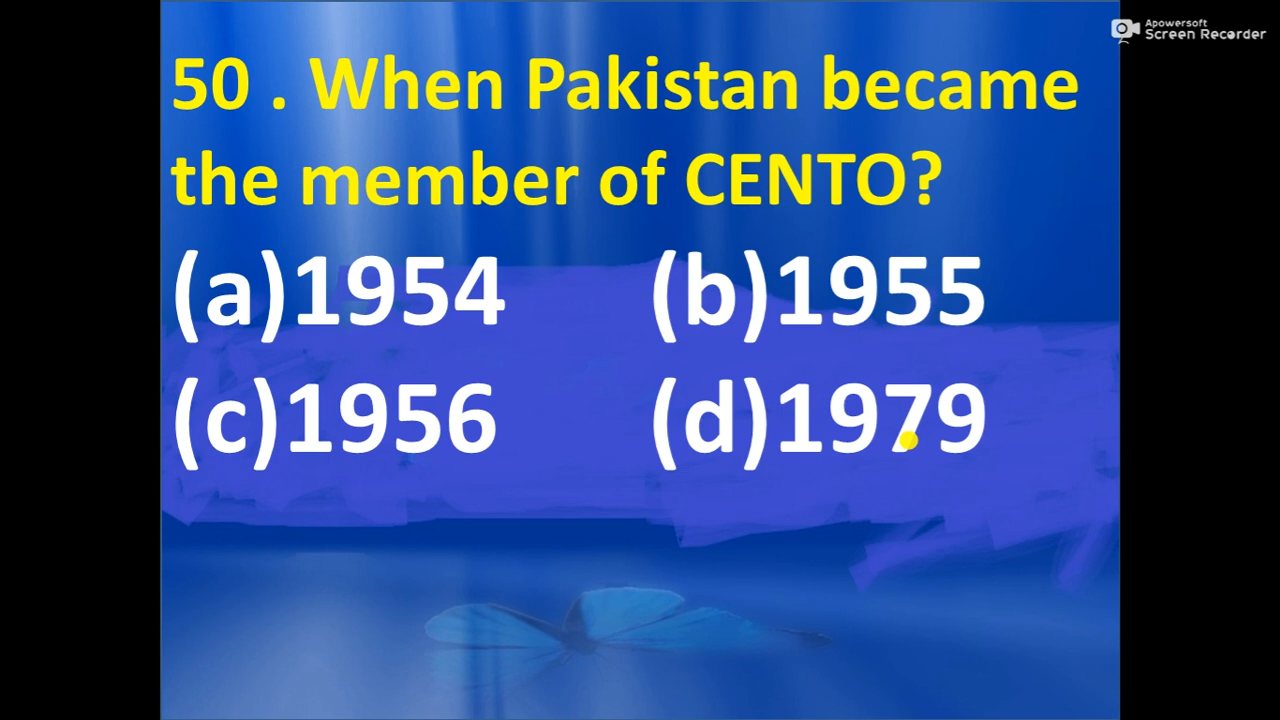 Apowersoft
Screen Recorder
50 . When Pakistan became
the member of CENTO?
(a)1954 (b)1955
(c)1956 (d)1979